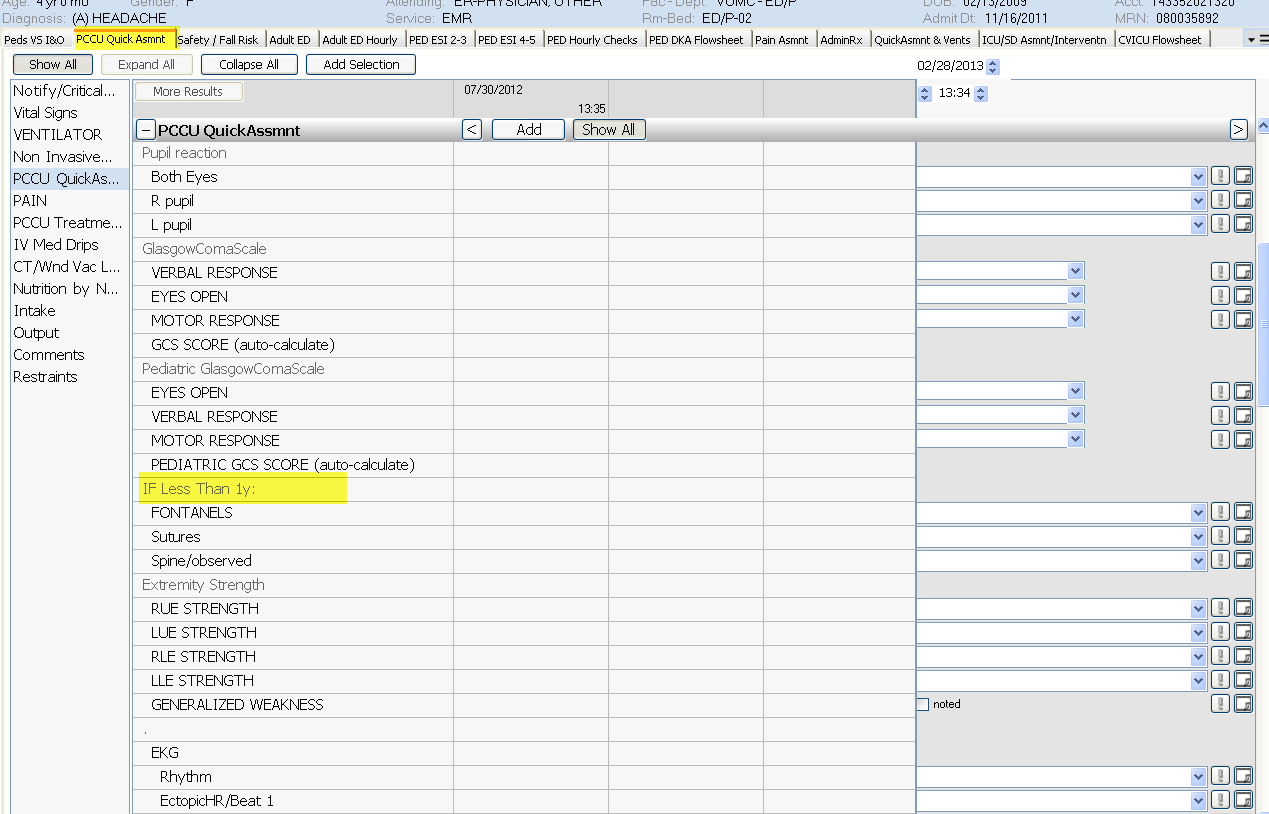 Age: 4 yr 0 mo Gender: F Attending: ER-PHYSICIAN, OTHER Fac - Dept: VUMC - ED/P DOB: 02/13/2009 Acct: 143352021320
Diagnosis: (A) HEADACHE Service: EMR Rm-Bed: ED/P-02 Admit Dt: 11/16/2011 MRN: 080035892
Peds VS I&O PCCU Quick Asmnt Safety / Fall Risk Adult ED Adult ED Hourly PED ESI 2-3 PED ESI 4-5 PED Hourly Checks PED DKA Flowsheet Pain Asmnt AdminRx QuickAsmnt & Vents ICU/SD Asmnt/Interventn CVICU Flowsheet
Show All Expand All Collapse All Add Selection 02/28/2013
Notify/Critical...
Vital Signs
VENTILATOR
Non Invasive...
PCCU QuickAs...
PAIN
PCCU Treatme...
IV Med Drips
CT/Wnd Vac L...
Nutrition by N...
Intake
Output
Comments
Restraints
More Results 07/30/2012 13:34
13:35
− PCCU QuickAssmnt < Add Show All >
Pupil reaction
Both Eyes
R pupil
L pupil
GlasgowComaScale
VERBAL RESPONSE
EYES OPEN
MOTOR RESPONSE
GCS SCORE (auto-calculate)
Pediatric GlasgowComaScale
EYES OPEN
VERBAL RESPONSE
MOTOR RESPONSE
PEDIATRIC GCS SCORE (auto-calculate)
IF Less Than 1y:
FONTANELS
Sutures
Spine/observed
Extremity Strength
RUE STRENGTH
LUE STRENGTH
RLE STRENGTH
LLE STRENGTH
GENERALIZED WEAKNESS noted
.
EKG
Rhythm
EctopicHR/Beat 1